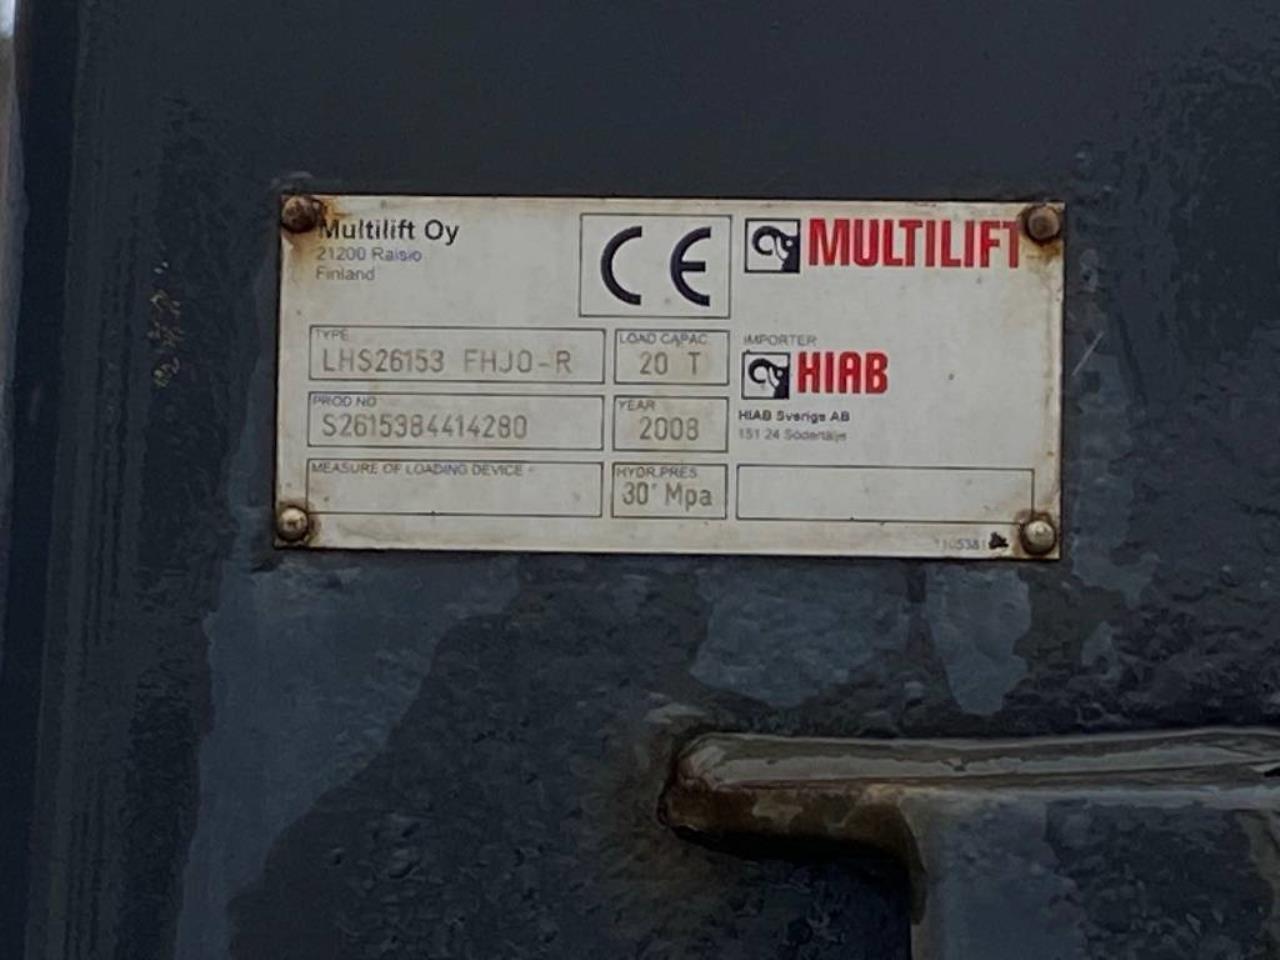 Multilift Oy
21200 Raisio
Finland
CE
MULTILIFT
TYPE
LHS26153 FHJO-R
LOAD CAPAC.
20 T
IMPORTER
HIAB
PROD NO
S2615384414280
YEAR
2008
HIAB Sverige AB
151 24 Södertälje
MEASURE OF LOADING DEVICE
HYDR.PRES
30 Mpa